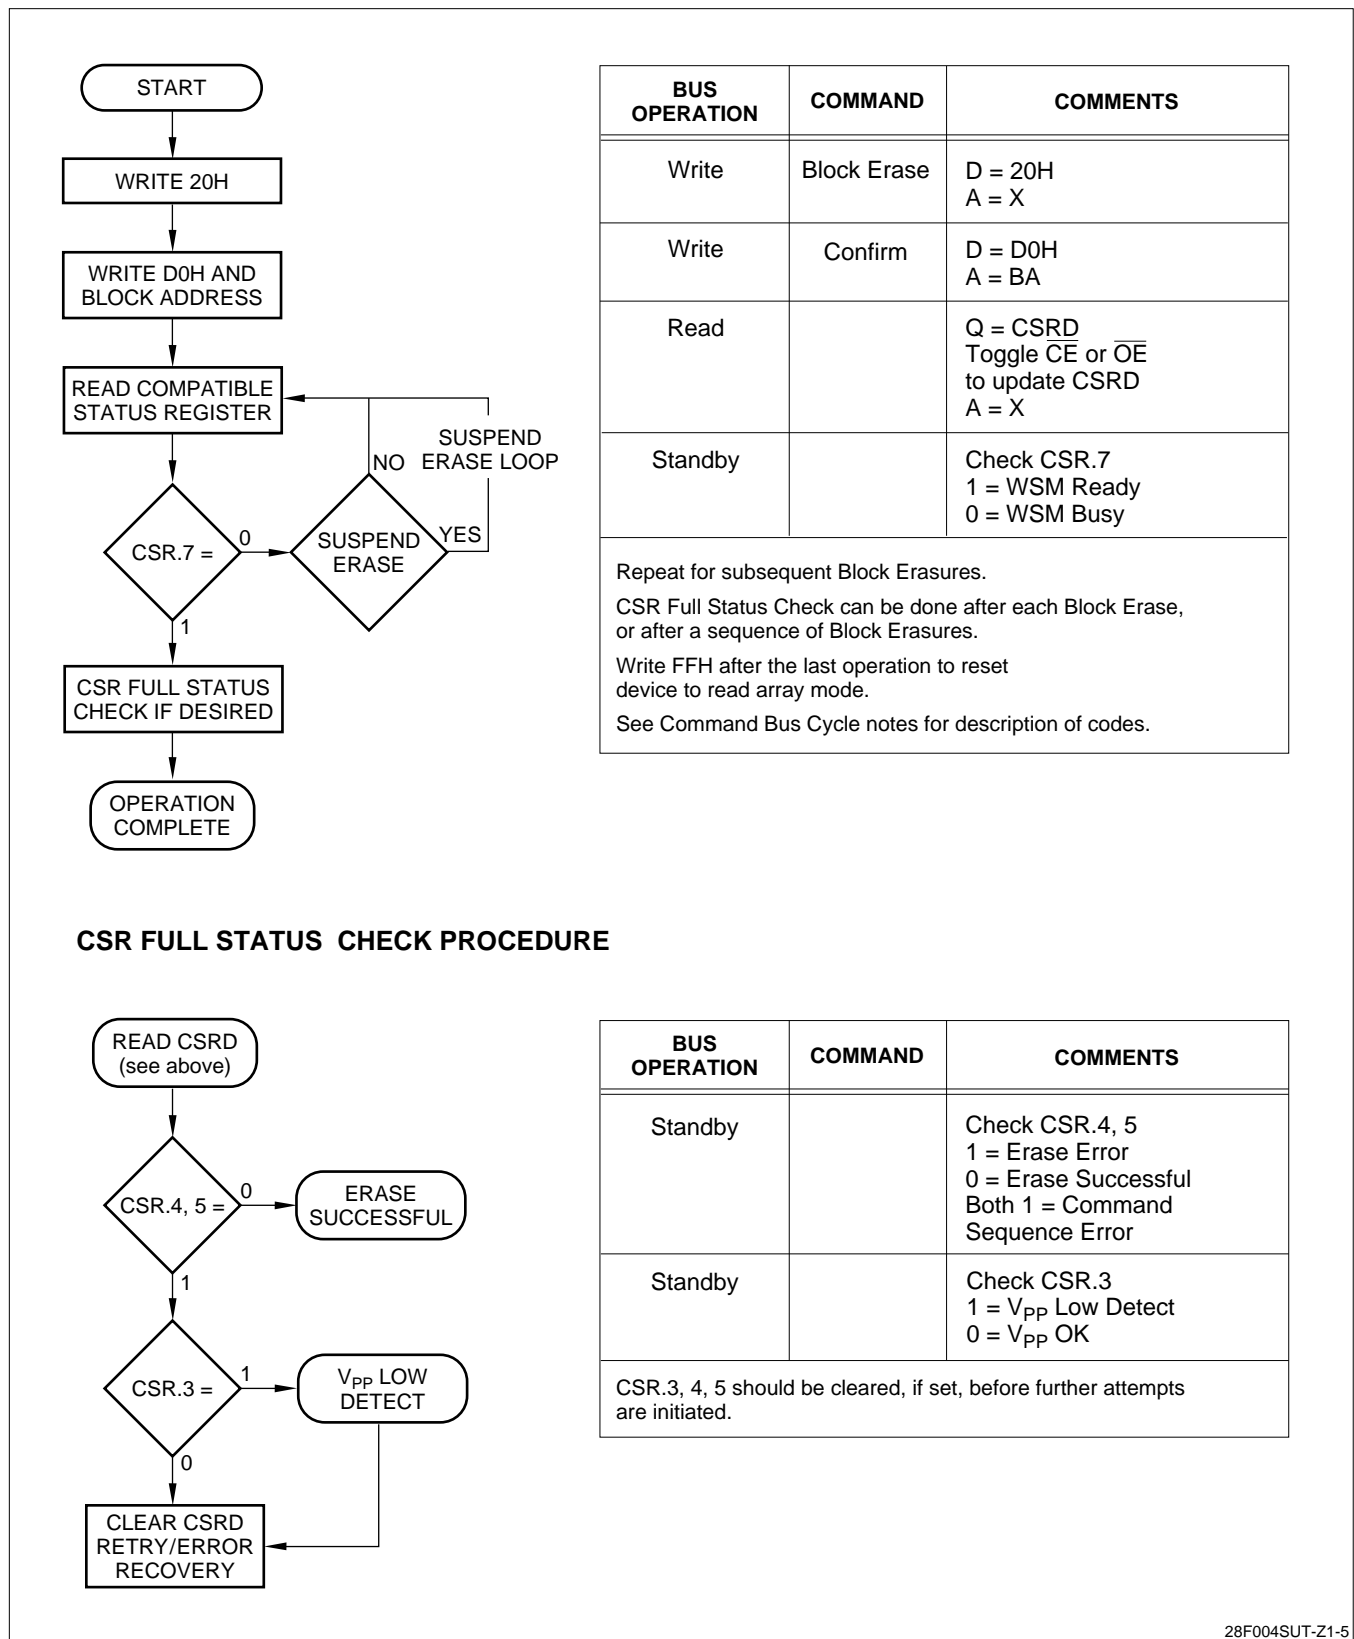 START
WRITE 20H
WRITE D0H AND
BLOCK ADDRESS
READ COMPATIBLE
STATUS REGISTER
SUSPEND
ERASE LOOP
NO
YES
CSR.7 =
0
SUSPEND
ERASE
1
CSR FULL STATUS
CHECK IF DESIRED
OPERATION
COMPLETE
BUS
OPERATION
COMMAND
COMMENTS
Write
Block Erase
D = 20H
A = X
Write
Confirm
D = D0H
A = BA
Read
Q = CSRD
Toggle C̅E̅ or O̅E̅
to update CSRD
A = X
Standby
Check CSR.7
1 = WSM Ready
0 = WSM Busy
Repeat for subsequent Block Erasures.
CSR Full Status Check can be done after each Block Erase,
or after a sequence of Block Erasures.
Write FFH after the last operation to reset
device to read array mode.
See Command Bus Cycle notes for description of codes.
CSR FULL STATUS CHECK PROCEDURE
READ CSRD
(see above)
CSR.4, 5 =
0
ERASE
SUCCESSFUL
1
CSR.3 =
1
VPP LOW
DETECT
0
CLEAR CSRD
RETRY/ERROR
RECOVERY
BUS
OPERATION
COMMAND
COMMENTS
Standby
Check CSR.4, 5
1 = Erase Error
0 = Erase Successful
Both 1 = Command
Sequence Error
Standby
Check CSR.3
1 = VPP Low Detect
0 = VPP OK
CSR.3, 4, 5 should be cleared, if set, before further attempts
are initiated.
28F004SUT-Z1-5